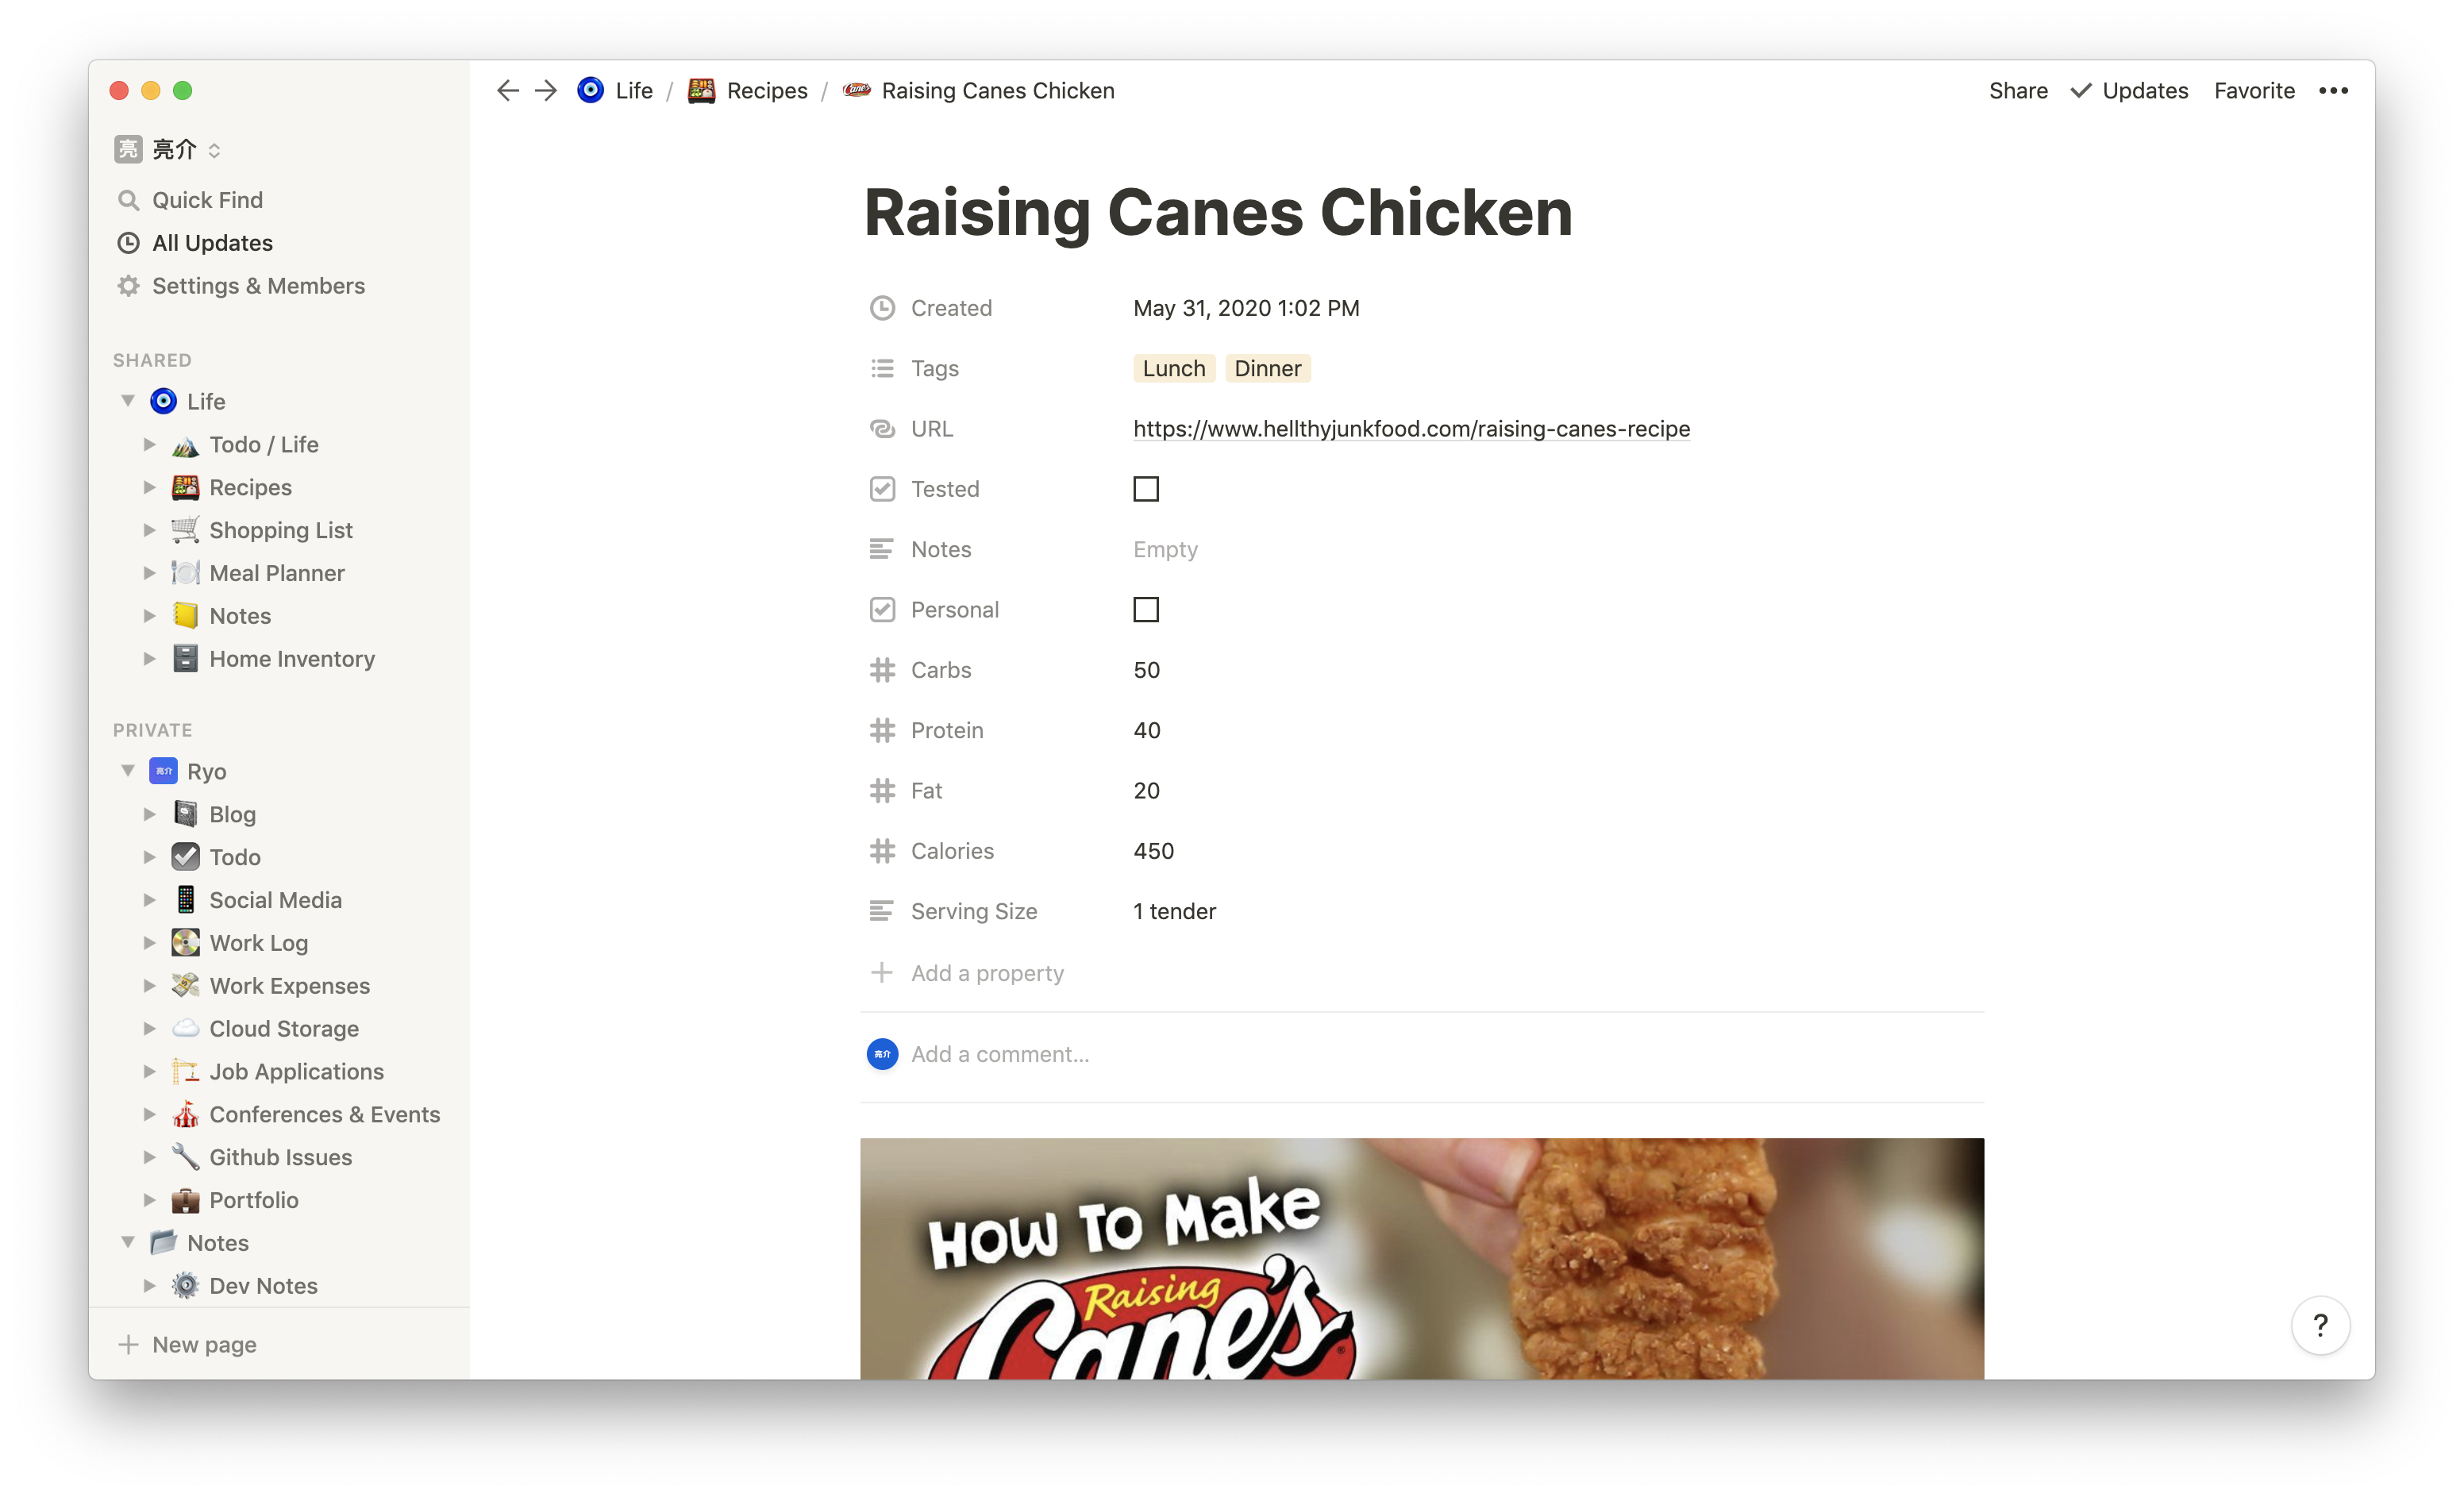 Life / Recipes / Raising Canes Chicken
Share Updates Favorite •••
亮 亮介
Quick Find
All Updates
Settings & Members
SHARED
Life
Todo / Life
Recipes
Shopping List
Meal Planner
Notes
Home Inventory
PRIVATE
亮介 Ryo
Blog
Todo
Social Media
Work Log
Work Expenses
Cloud Storage
Job Applications
Conferences & Events
Github Issues
Portfolio
Notes
Dev Notes
New page
Raising Canes Chicken
Created May 31, 2020 1:02 PM
Tags Lunch Dinner
URL https://www.hellthyjunkfood.com/raising-canes-recipe
Tested
Notes Empty
Personal
Carbs 50
Protein 40
Fat 20
Calories 450
Serving Size 1 tender
Add a property
亮介 Add a comment...
HOW TO Make
Raising
Cane's
?